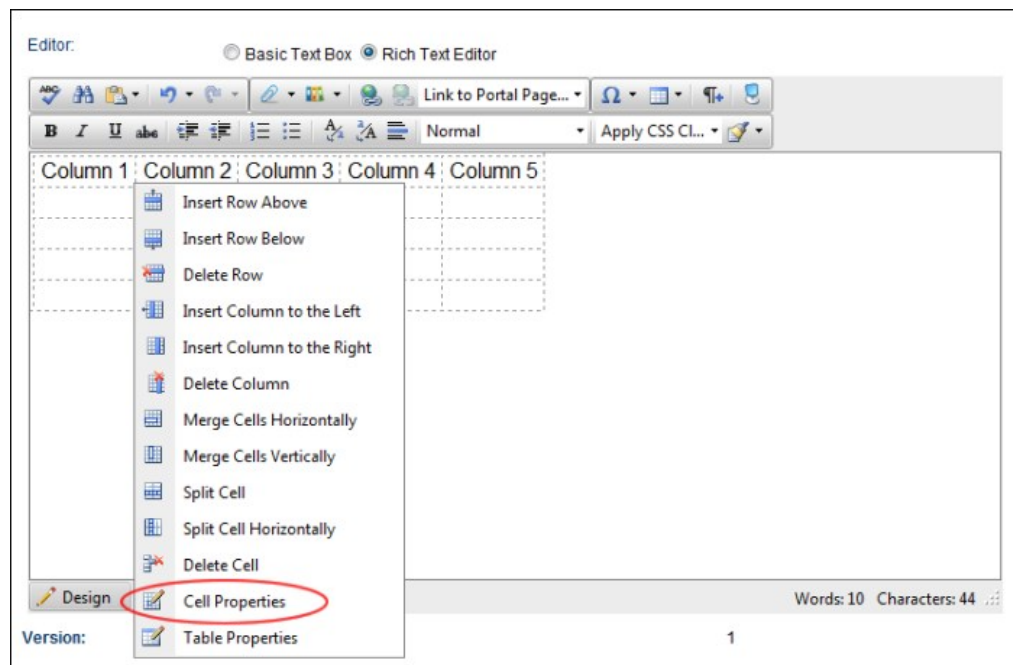 Editor:
Basic Text Box Rich Text Editor
ABC Link to Portal Page... Ω
B I U abc Normal Apply CSS Cl...
Column 1 Column 2 Column 3 Column 4 Column 5
Insert Row Above
Insert Row Below
Delete Row
Insert Column to the Left
Insert Column to the Right
Delete Column
Merge Cells Horizontally
Merge Cells Vertically
Split Cell
Split Cell Horizontally
Delete Cell
Design Cell Properties Words: 10 Characters: 44
Version: Table Properties 1